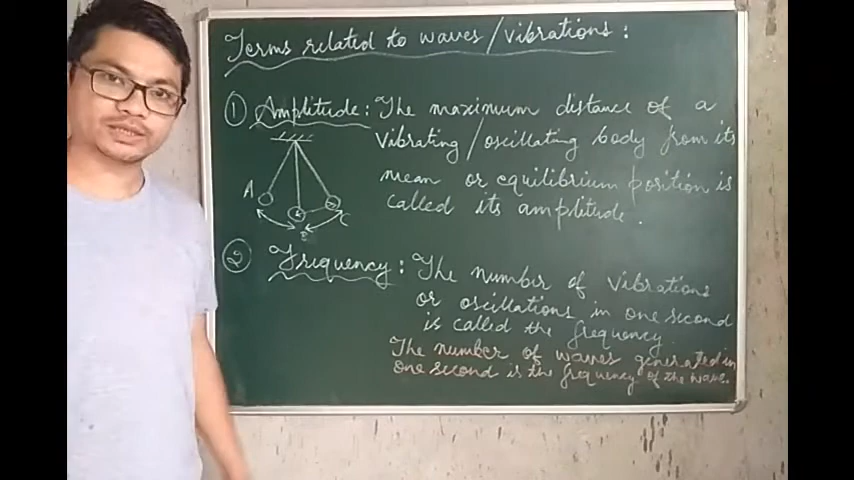 Terms related to waves/vibrations:
① Amplitude: The maximum distance of a
vibrating/oscillating body from its
mean or equilibrium position is
called its amplitude.
A
B
C
② Frequency: The number of vibrations
or oscillations in one second
is called the frequency.
The number of waves generated in
one second is the frequency of the wave.